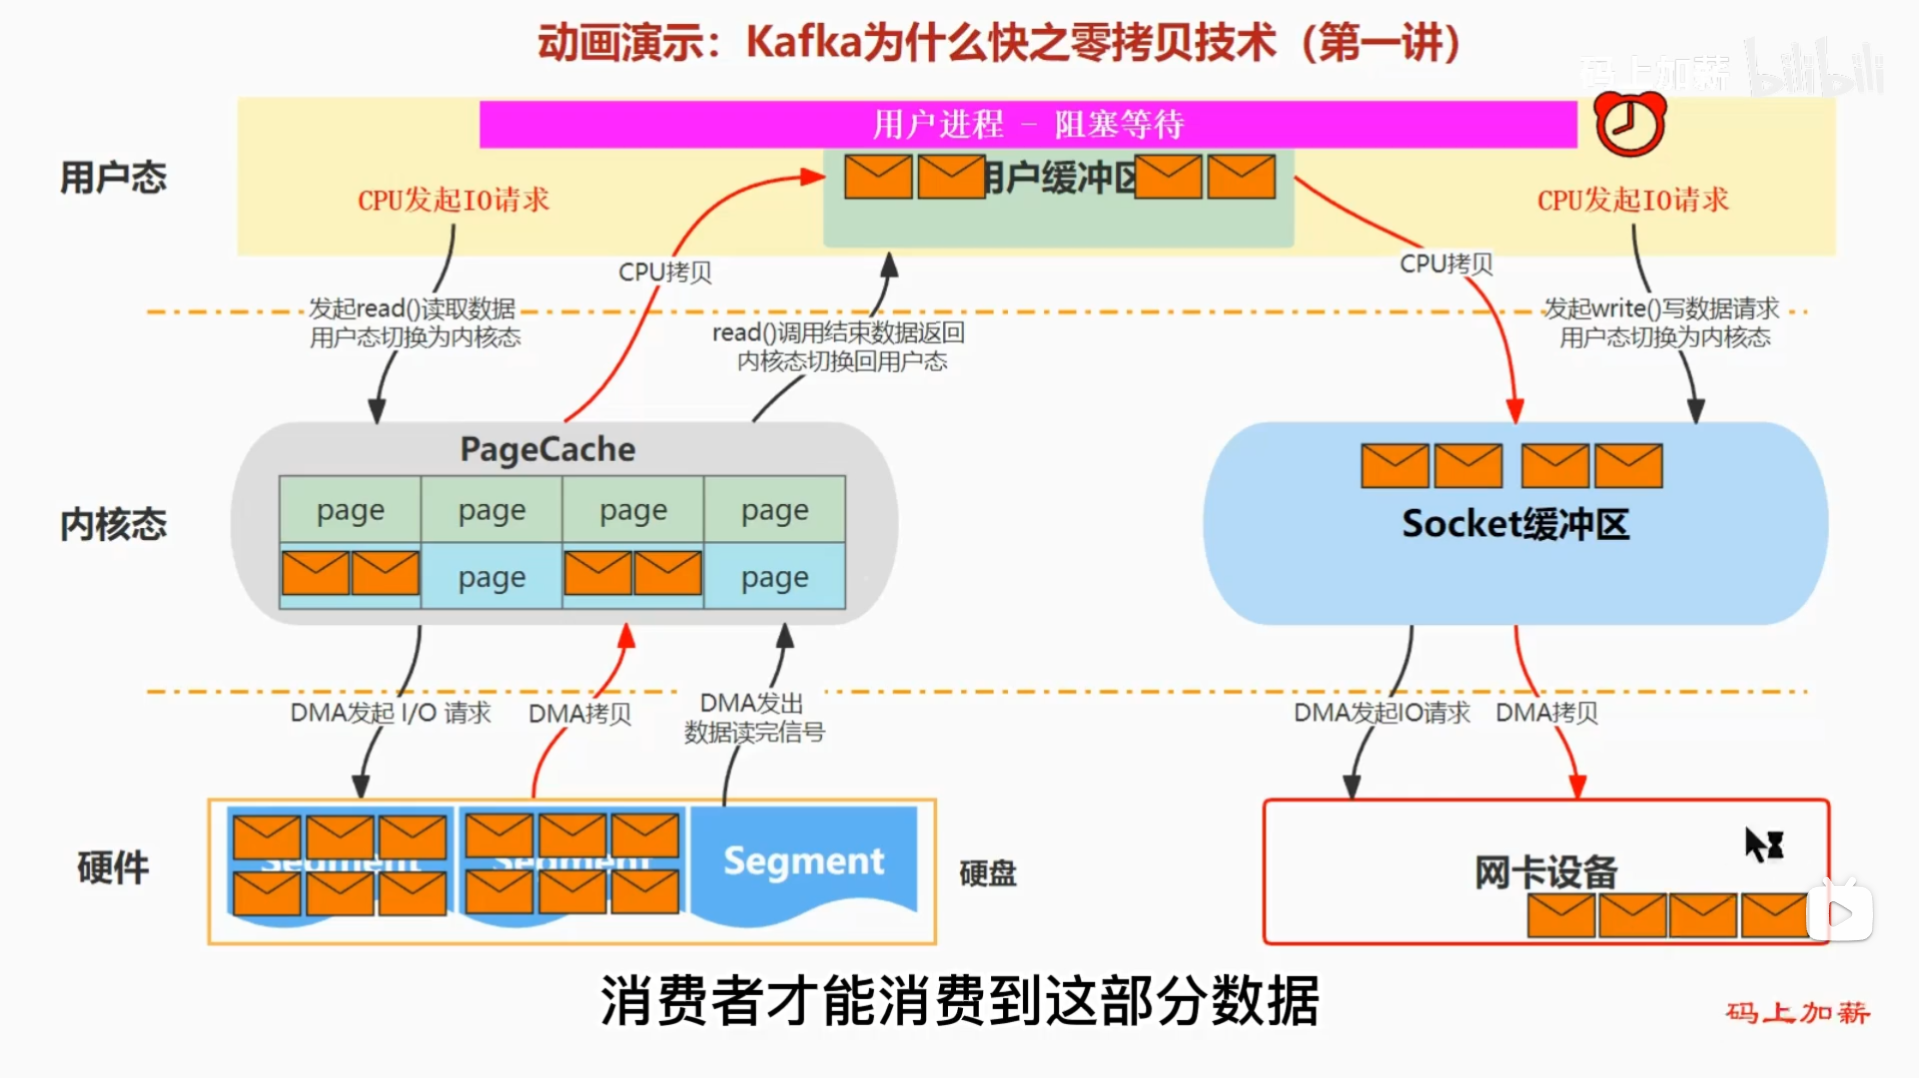 动画演示：Kafka为什么快之零拷贝技术（第一讲）
码上加薪 bilibili
用户进程 - 阻塞等待
用户态
用户缓冲区
CPU发起IO请求
CPU发起IO请求
CPU拷贝
CPU拷贝
发起read()读取数据
用户态切换为内核态
read()调用结束数据返回
内核态切换回用户态
发起write()写数据请求
用户态切换为内核态
PageCache
page page page page
page page
内核态
Socket缓冲区
DMA发起 I/O 请求
DMA拷贝
DMA发出
数据读完信号
DMA发起IO请求
DMA拷贝
硬件
Segment Segment Segment
硬盘
网卡设备
消费者才能消费到这部分数据
码上加薪